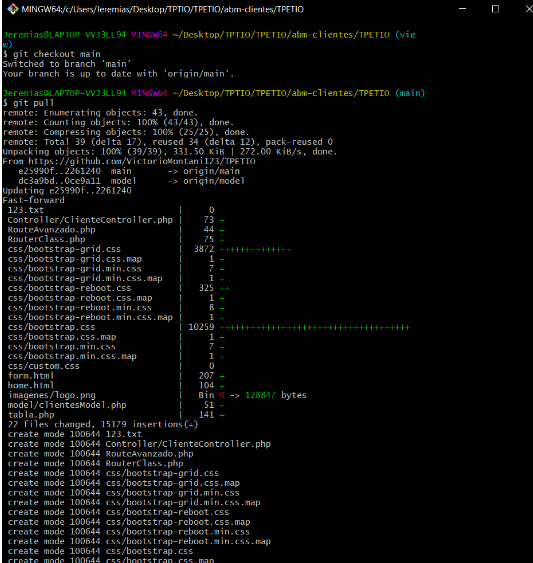 MINGW64:/c/Users/Jeremias/Desktop/TPTIO/TPETIO/abm-clientes/TPETIO
Jeremias@LAPTOP-VVJ3LL94 MINGW64 ~/Desktop/TPTIO/TPETIO/abm-clientes/TPETIO (vie
w)
$ git checkout main
Switched to branch 'main'
Your branch is up to date with 'origin/main'.
Jeremias@LAPTOP-VVJ3LL94 MINGW64 ~/Desktop/TPTIO/TPETIO/abm-clientes/TPETIO (main)
$ git pull
remote: Enumerating objects: 43, done.
remote: Counting objects: 100% (43/43), done.
remote: Compressing objects: 100% (25/25), done.
remote: Total 39 (delta 17), reused 34 (delta 12), pack-reused 0
Unpacking objects: 100% (39/39), 331.50 KiB | 272.00 KiB/s, done.
From https://github.com/VictorioMontani123/TPETIO
   e25990f..2261240  main       -> origin/main
   dc3a9bd..0ce9a11  model      -> origin/model
Updating e25990f..2261240
Fast-forward
 123.txt                          |     0
 Controller/ClienteController.php |    73 +
 RouteAvanzado.php                |    44 +
 RouterClass.php                  |    75 +
 css/bootstrap-grid.css           |  3872 ++++++++++++++
 css/bootstrap-grid.css.map       |     1 +
 css/bootstrap-grid.min.css       |     7 +
 css/bootstrap-grid.min.css.map   |     1 +
 css/bootstrap-reboot.css         |   325 ++
 css/bootstrap-reboot.css.map     |     1 +
 css/bootstrap-reboot.min.css     |     8 +
 css/bootstrap-reboot.min.css.map |     1 +
 css/bootstrap.css                | 10259 +++++++++++++++++++++++++++++++++++++
 css/bootstrap.css.map            |     1 +
 css/bootstrap.min.css            |     7 +
 css/bootstrap.min.css.map        |     1 +
 css/custom.css                   |     0
 form.html                        |   207 +
 home.html                        |   104 +
 imagenes/logo.png                |   Bin 0 -> 128847 bytes
 model/clientesModel.php          |    51 +
 tabla.php                        |   141 +
 22 files changed, 15179 insertions(+)
 create mode 100644 123.txt
 create mode 100644 Controller/ClienteController.php
 create mode 100644 RouteAvanzado.php
 create mode 100644 RouterClass.php
 create mode 100644 css/bootstrap-grid.css
 create mode 100644 css/bootstrap-grid.css.map
 create mode 100644 css/bootstrap-grid.min.css
 create mode 100644 css/bootstrap-grid.min.css.map
 create mode 100644 css/bootstrap-reboot.css
 create mode 100644 css/bootstrap-reboot.css.map
 create mode 100644 css/bootstrap-reboot.min.css
 create mode 100644 css/bootstrap-reboot.min.css.map
 create mode 100644 css/bootstrap.css
 create mode 100644 css/bootstrap.css.map